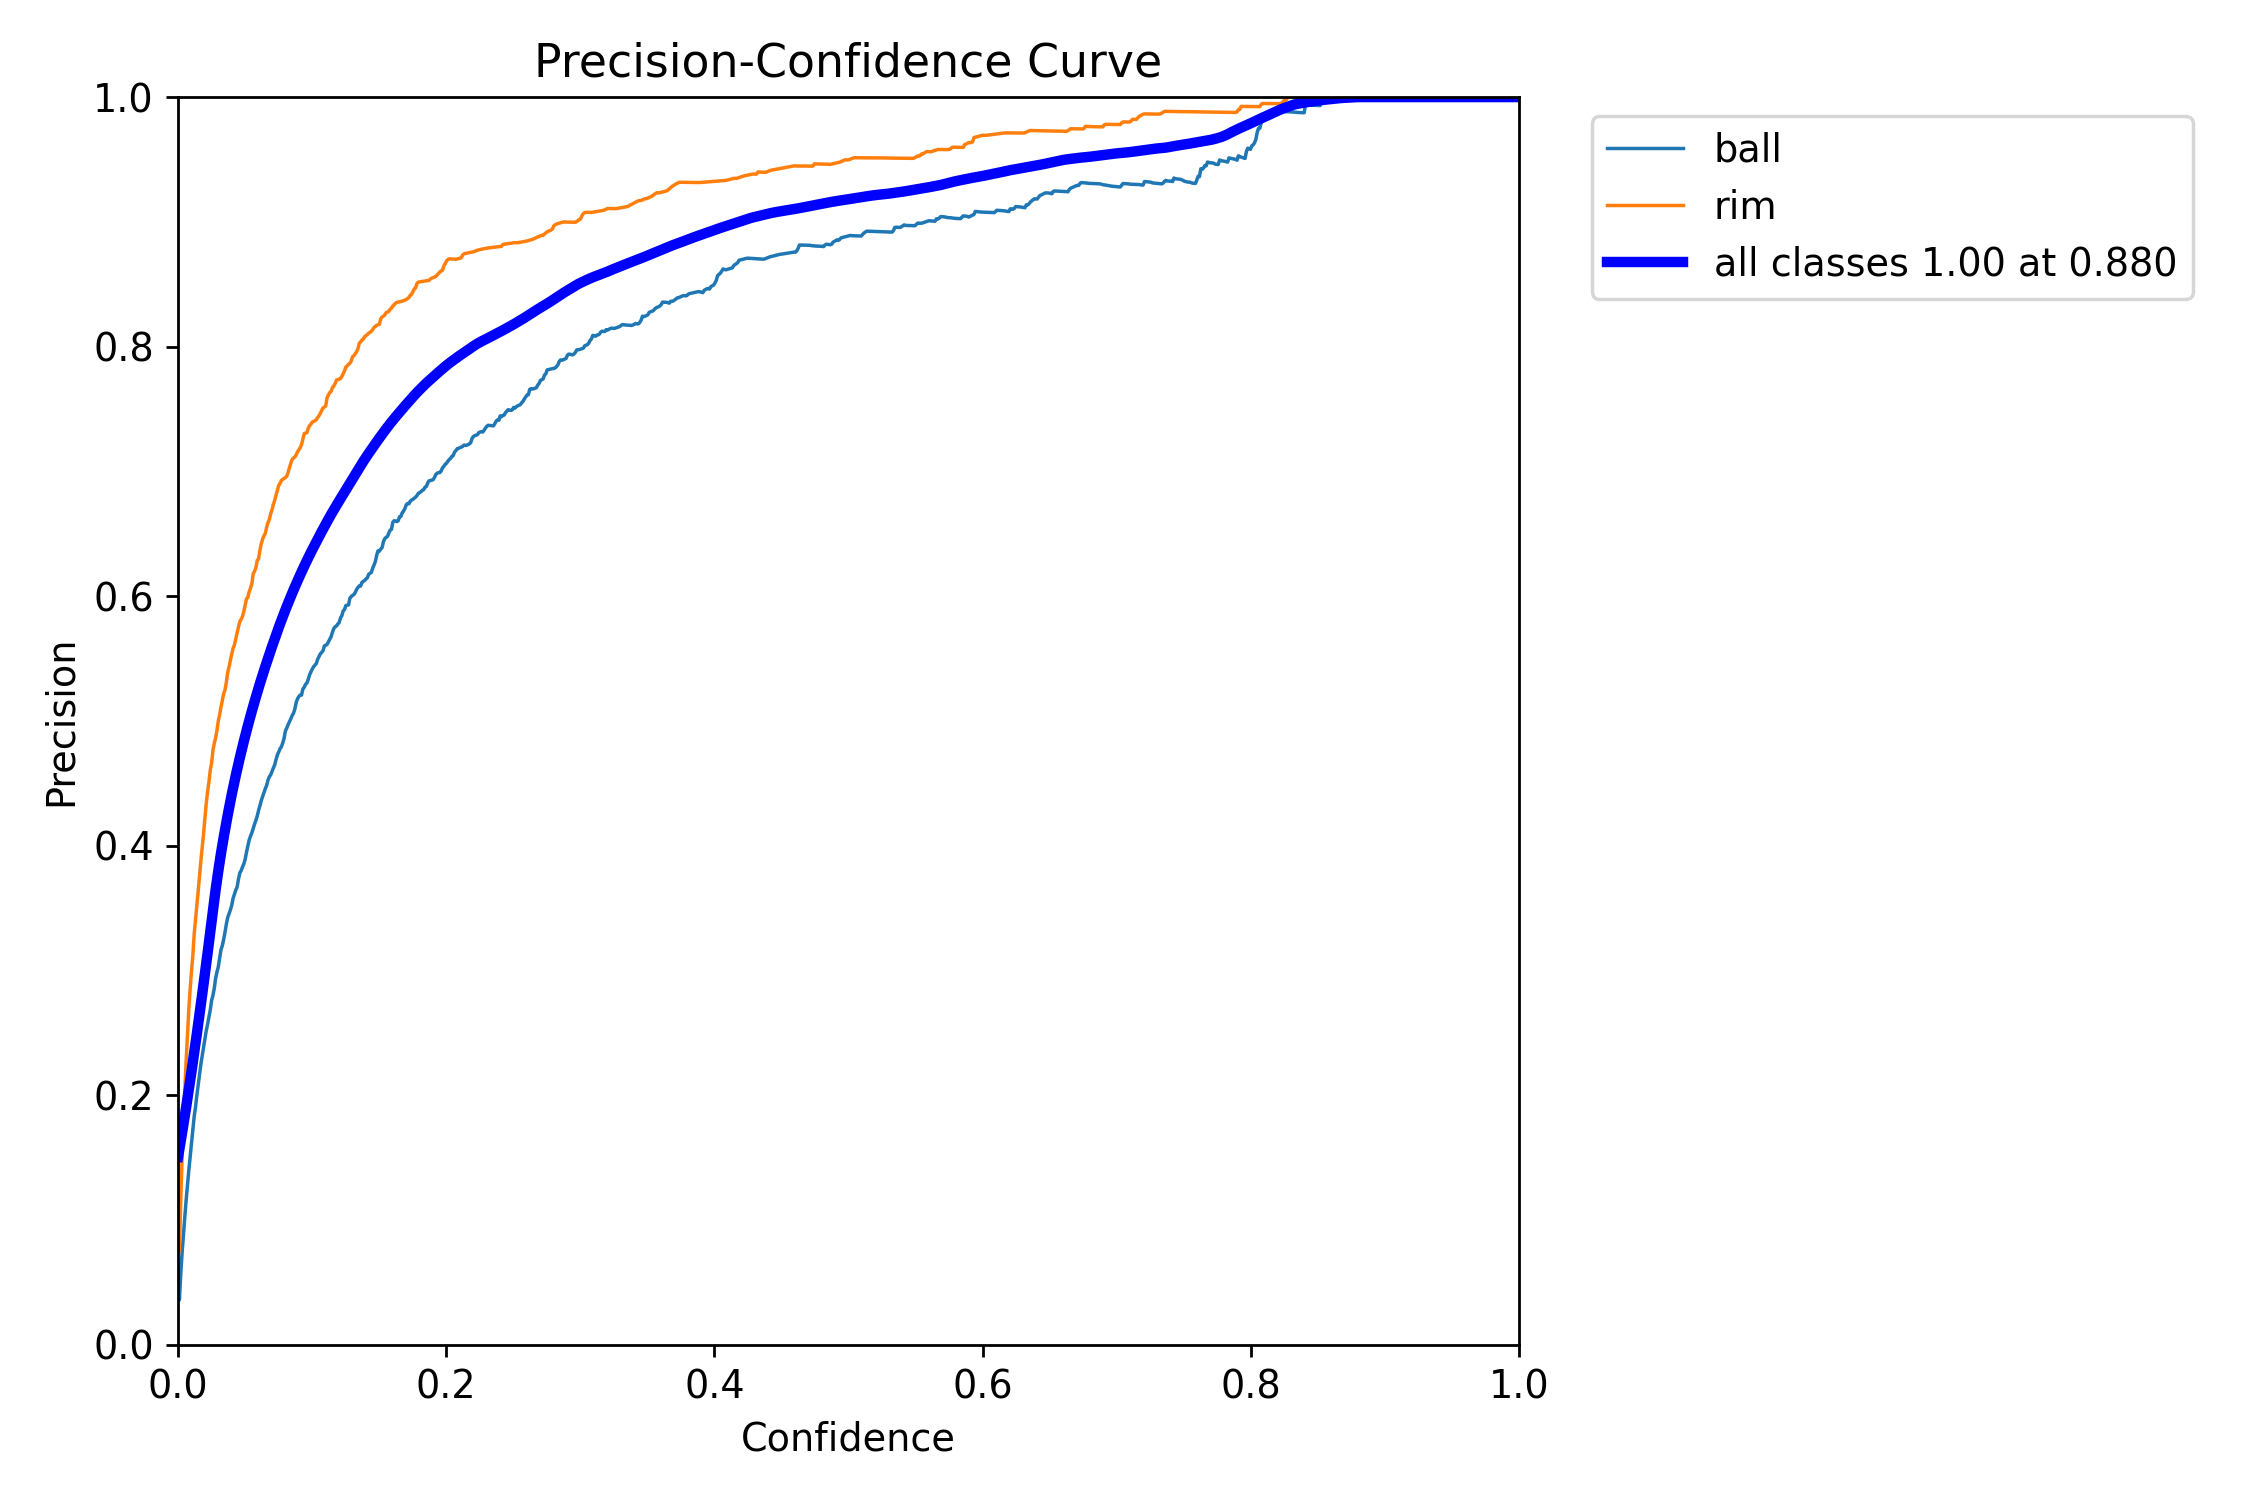 Precision-Confidence Curve
1.0
0.8
0.6
0.4
0.2
0.0
Precision
0.0 0.2 0.4 0.6 0.8 1.0
Confidence
ball
rim
all classes 1.00 at 0.880